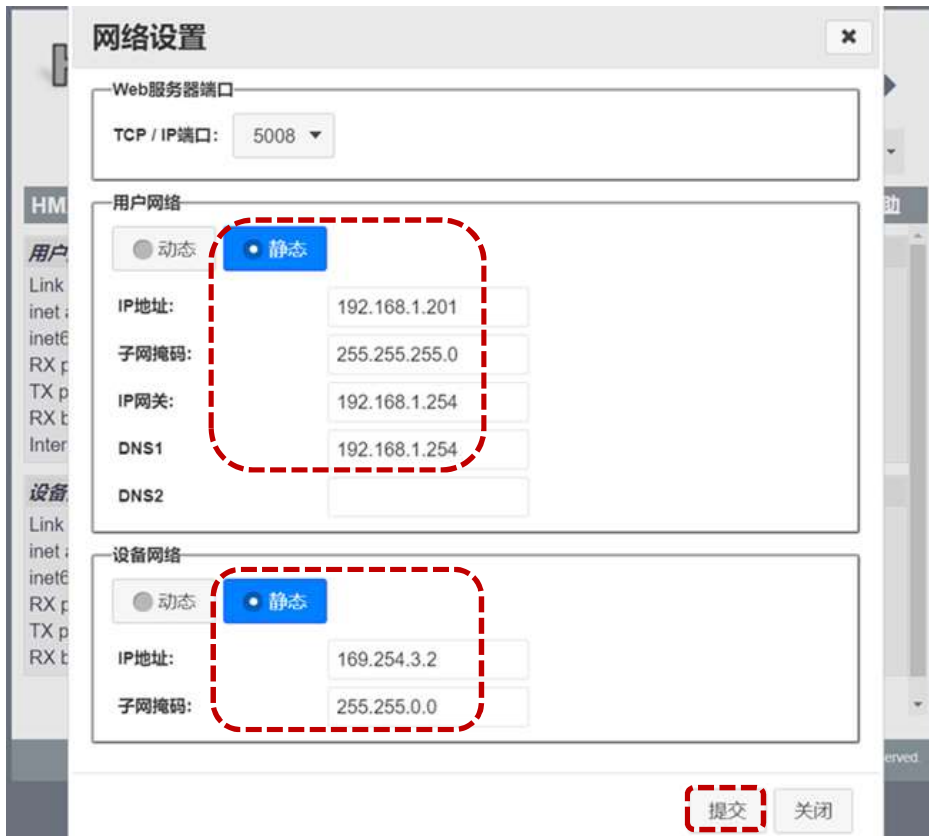 网络设置
Web服务器端口
TCP / IP端口: 5008
HM
助
用户网络
动态 静态
用户
Link
IP地址: 192.168.1.201
inet
inet6
子网掩码: 255.255.255.0
RX p
TX p
IP网关: 192.168.1.254
RX b
Inter
DNS1 192.168.1.254
设备
DNS2
Link
inet
设备网络
inet6
动态 静态
RX p
TX p
RX b
IP地址: 169.254.3.2
子网掩码: 255.255.0.0
erved
提交 关闭